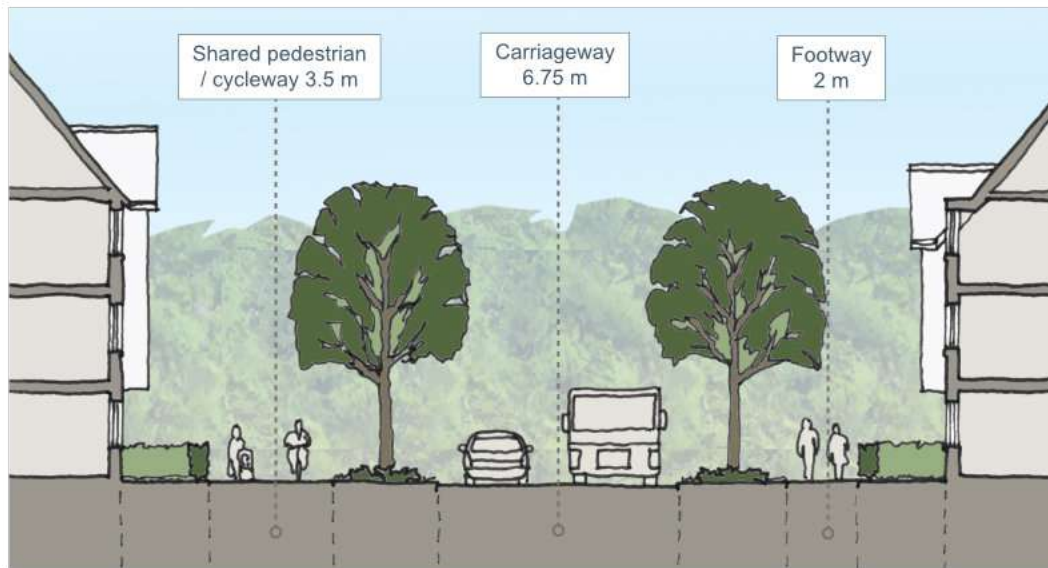 Shared pedestrian
/ cycleway 3.5 m
Carriageway
6.75 m
Footway
2 m